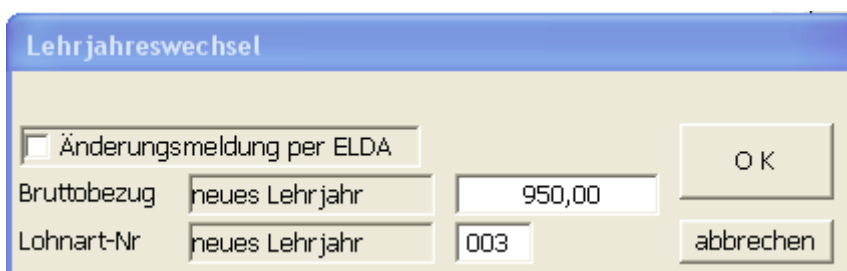 Lehrjahreswechsel
Änderungsmeldung per ELDA
O K
Bruttobezug neues Lehrjahr 950,00
Lohnart-Nr neues Lehrjahr 003 abbrechen